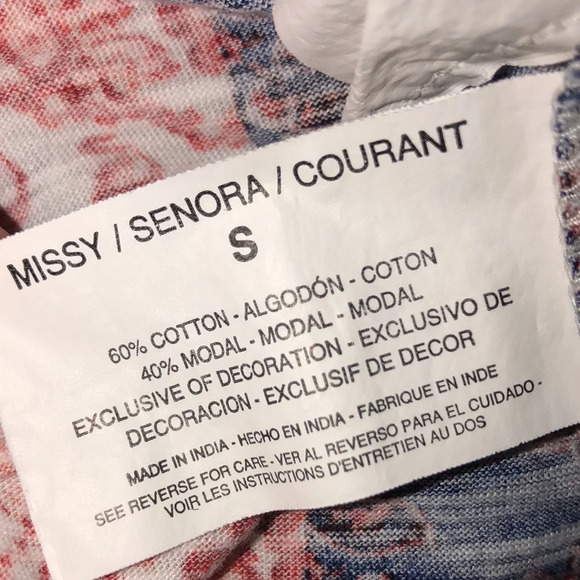 MISSY / SENORA / COURANT
S
60% COTTON - ALGODÓN - COTON
40% MODAL - MODAL - MODAL
EXCLUSIVE OF DECORATION - EXCLUSIVO DE
DECORACION - EXCLUSIF DE DECOR
MADE IN INDIA - HECHO EN INDIA - FABRIQUE EN INDE
SEE REVERSE FOR CARE - VER AL REVERSO PARA EL CUIDADO -
VOIR LES INSTRUCTIONS D'ENTRETIEN AU DOS